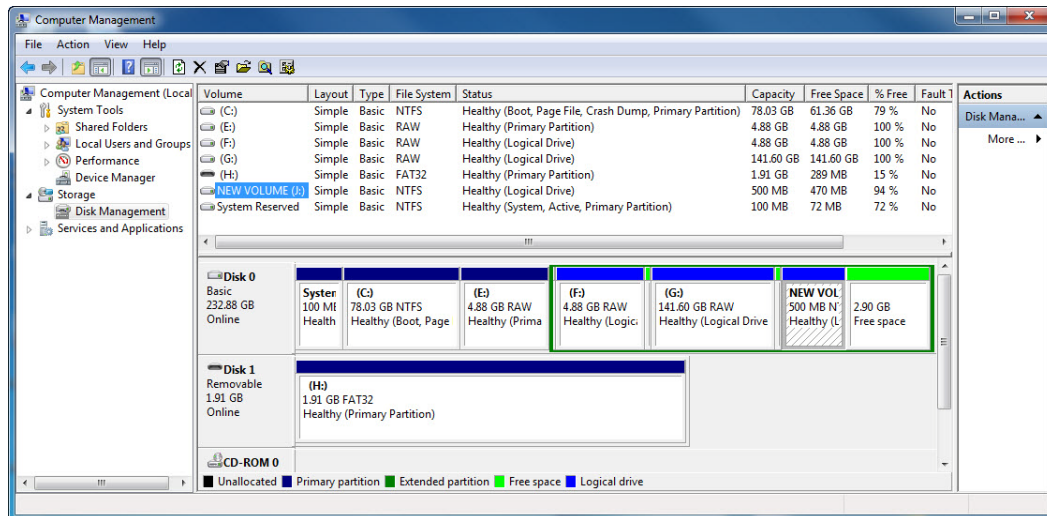 Computer Management
File Action View Help
Computer Management (Local
System Tools
Shared Folders
Local Users and Groups
Performance
Device Manager
Storage
Disk Management
Services and Applications
Volume Layout Type File System Status Capacity Free Space % Free Fault T
(C:) Simple Basic NTFS Healthy (Boot, Page File, Crash Dump, Primary Partition) 78.03 GB 61.36 GB 79 % No
(E:) Simple Basic RAW Healthy (Primary Partition) 4.88 GB 4.88 GB 100 % No
(F:) Simple Basic RAW Healthy (Logical Drive) 4.88 GB 4.88 GB 100 % No
(G:) Simple Basic RAW Healthy (Logical Drive) 141.60 GB 141.60 GB 100 % No
(H:) Simple Basic FAT32 Healthy (Primary Partition) 1.91 GB 289 MB 15 % No
NEW VOLUME (J:) Simple Basic NTFS Healthy (Logical Drive) 500 MB 470 MB 94 % No
System Reserved Simple Basic NTFS Healthy (System, Active, Primary Partition) 100 MB 72 MB 72 % No
Actions
Disk Mana...
More ...
Disk 0
Basic
232.88 GB
Online
System
100 MB
Health
(C:)
78.03 GB NTFS
Healthy (Boot, Page
(E:)
4.88 GB RAW
Healthy (Prima
(F:)
4.88 GB RAW
Healthy (Logic
(G:)
141.60 GB RAW
Healthy (Logical Drive
NEW VOL
500 MB N
Healthy (L
2.90 GB
Free space
Disk 1
Removable
1.91 GB
Online
(H:)
1.91 GB FAT32
Healthy (Primary Partition)
CD-ROM 0
Unallocated Primary partition Extended partition Free space Logical drive